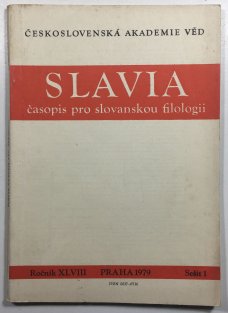 ČESKOSLOVENSKÁ AKADEMIE VĚD
SLAVIA
časopis pro slovanskou filologii
Ročník XLVIII PRAHA 1979 Sešit 1